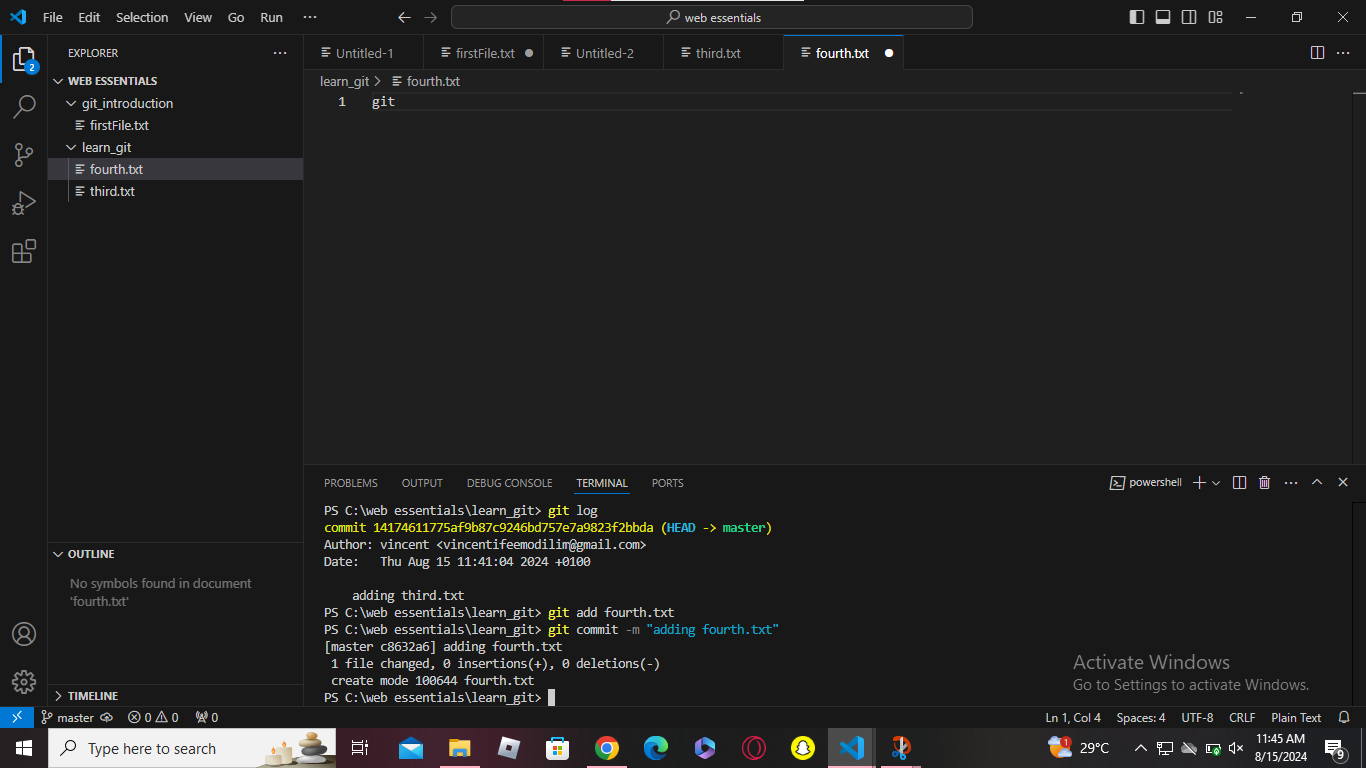 File Edit Selection View Go Run ··· web essentials
EXPLORER ···
Untitled-1 firstFile.txt Untitled-2 third.txt fourth.txt
2
WEB ESSENTIALS
git_introduction
firstFile.txt
learn_git
fourth.txt
third.txt
learn_git > fourth.txt
1 git
OUTLINE
No symbols found in document
'fourth.txt'
TIMELINE
PROBLEMS OUTPUT DEBUG CONSOLE TERMINAL PORTS powershell
PS C:\web essentials\learn_git> git log
commit 14174611775af9b87c9246bd757e7a9823f2bbda (HEAD -> master)
Author: vincent <vincentifeemodilim@gmail.com>
Date:   Thu Aug 15 11:41:04 2024 +0100
    adding third.txt
PS C:\web essentials\learn_git> git add fourth.txt
PS C:\web essentials\learn_git> git commit -m "adding fourth.txt"
[master c8632a6] adding fourth.txt
 1 file changed, 0 insertions(+), 0 deletions(-)
 create mode 100644 fourth.txt
PS C:\web essentials\learn_git>
Activate Windows
Go to Settings to activate Windows.
master 0 0 0 Ln 1, Col 4 Spaces: 4 UTF-8 CRLF Plain Text
Type here to search 1 29°C 11:45 AM
8/15/2024
9